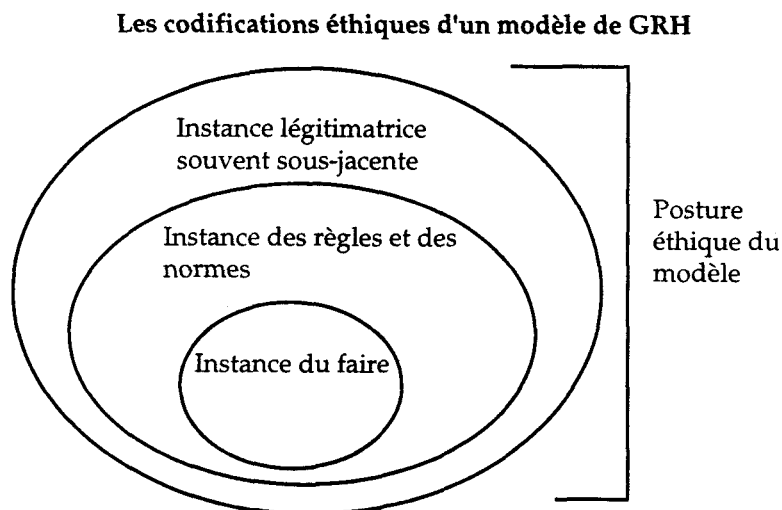 Les codifications éthiques d'un modèle de GRH
Instance légitimatrice
souvent sous-jacente
Instance des règles et des
normes
Instance du faire
Posture
éthique du
modèle